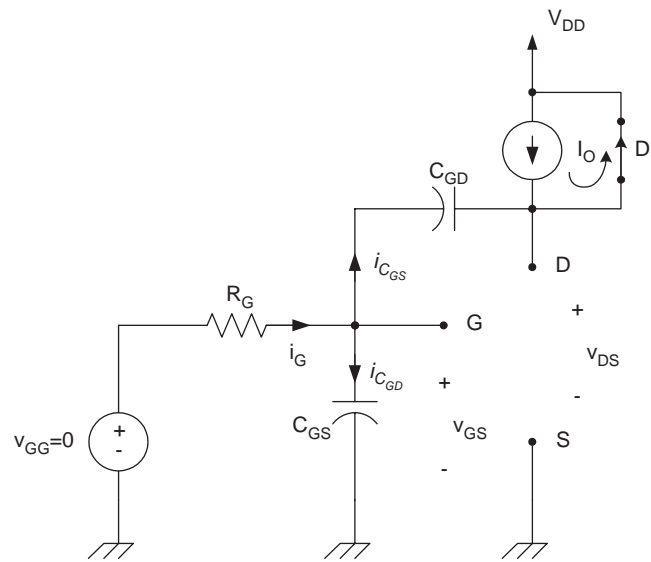 V_DD
I_O
D
C_GD
i_C_GS
D
R_G
+
i_G
G
v_DS
i_C_GD
+
-
v_GG=0
+
-
C_GS
v_GS
S
-